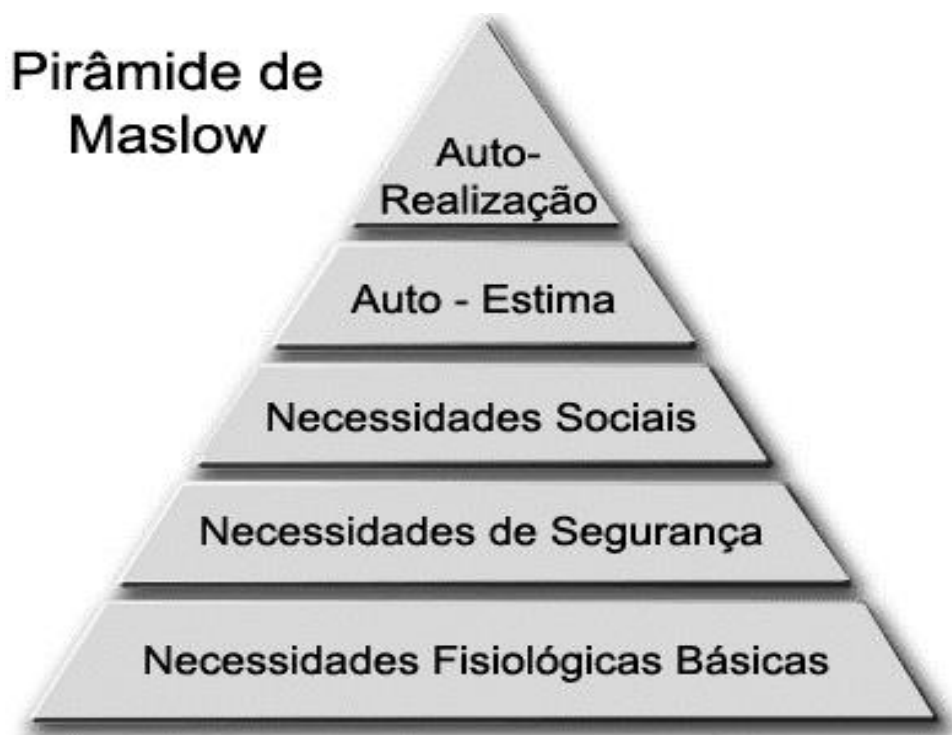 Pirâmide de
Maslow
Auto-
Realização
Auto - Estima
Necessidades Sociais
Necessidades de Segurança
Necessidades Fisiológicas Básicas